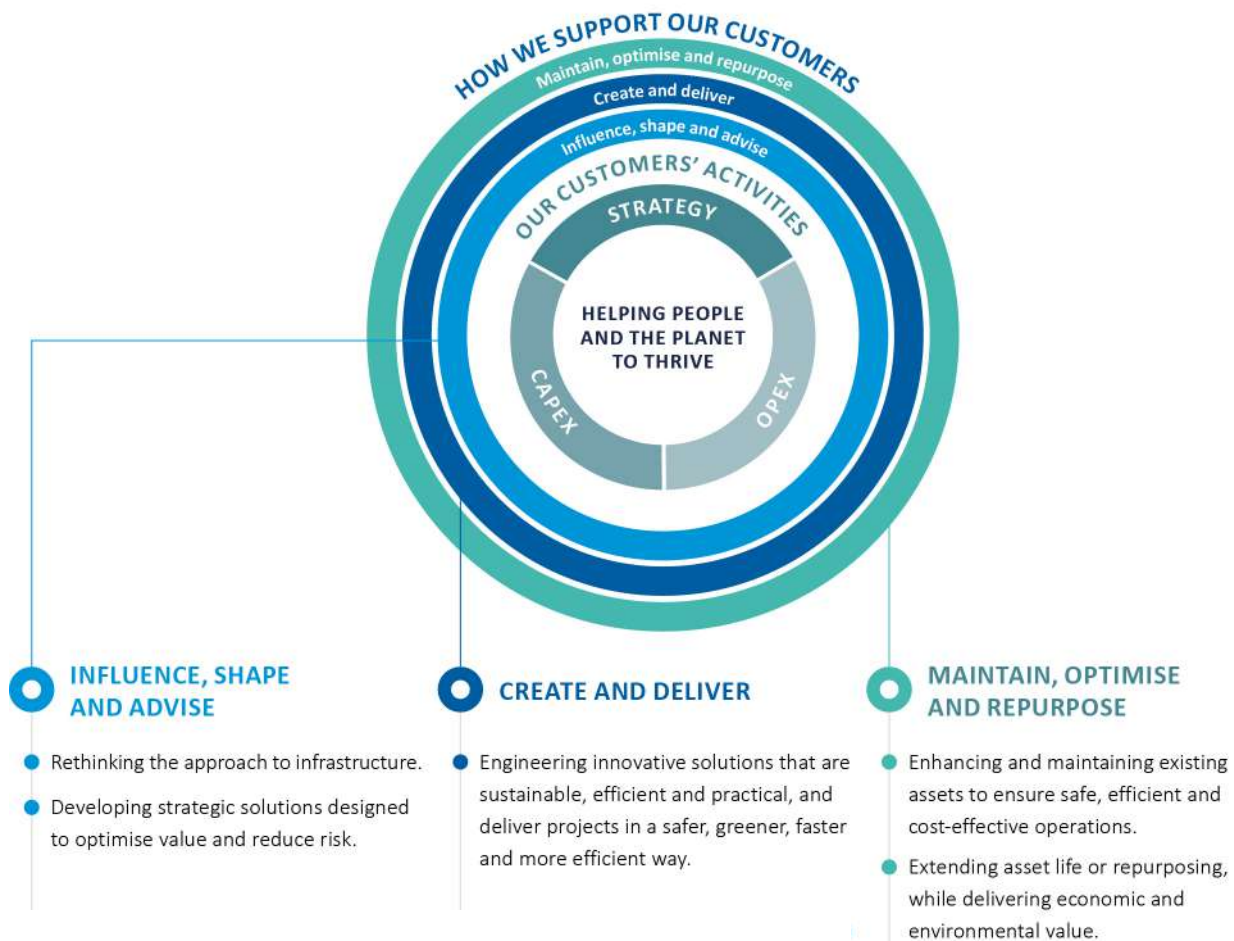 HOW WE SUPPORT OUR CUSTOMERS
Maintain, optimise and repurpose
Create and deliver
Influence, shape and advise
OUR CUSTOMERS’ ACTIVITIES
STRATEGY
HELPING PEOPLE
AND THE PLANET
TO THRIVE
CAPEX
OPEX
INFLUENCE, SHAPE
AND ADVISE
Rethinking the approach to infrastructure.
Developing strategic solutions designed
to optimise value and reduce risk.
CREATE AND DELIVER
Engineering innovative solutions that are
sustainable, efficient and practical, and
deliver projects in a safer, greener, faster
and more efficient way.
MAINTAIN, OPTIMISE
AND REPURPOSE
Enhancing and maintaining existing
assets to ensure safe, efficient and
cost-effective operations.
Extending asset life or repurposing,
while delivering economic and
environmental value.